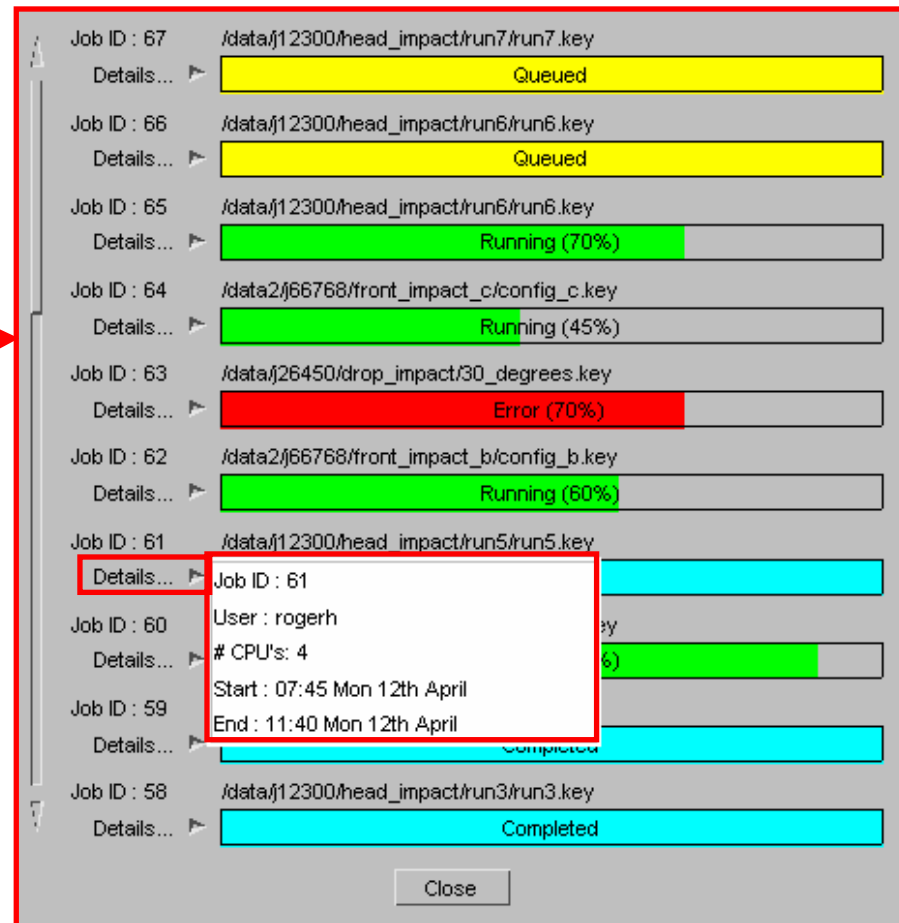 Job ID : 67 /data/j12300/head_impact/run7/run7.key
Details... Queued
Job ID : 66 /data/j12300/head_impact/run6/run6.key
Details... Queued
Job ID : 65 /data/j12300/head_impact/run6/run6.key
Details... Running (70%)
Job ID : 64 /data2/j66768/front_impact_c/config_c.key
Details... Running (45%)
Job ID : 63 /data/j26450/drop_impact/30_degrees.key
Details... Error (70%)
Job ID : 62 /data2/j66768/front_impact_b/config_b.key
Details... Running (60%)
Job ID : 61 /data/j12300/head_impact/run5/run5.key
Details...
Job ID : 61
User : rogerh
# CPU's: 4
Start : 07:45 Mon 12th April
End : 11:40 Mon 12th April
Job ID : 60
Details...
Job ID : 59
Details... Completed
Job ID : 58 /data/j12300/head_impact/run3/run3.key
Details... Completed
Close